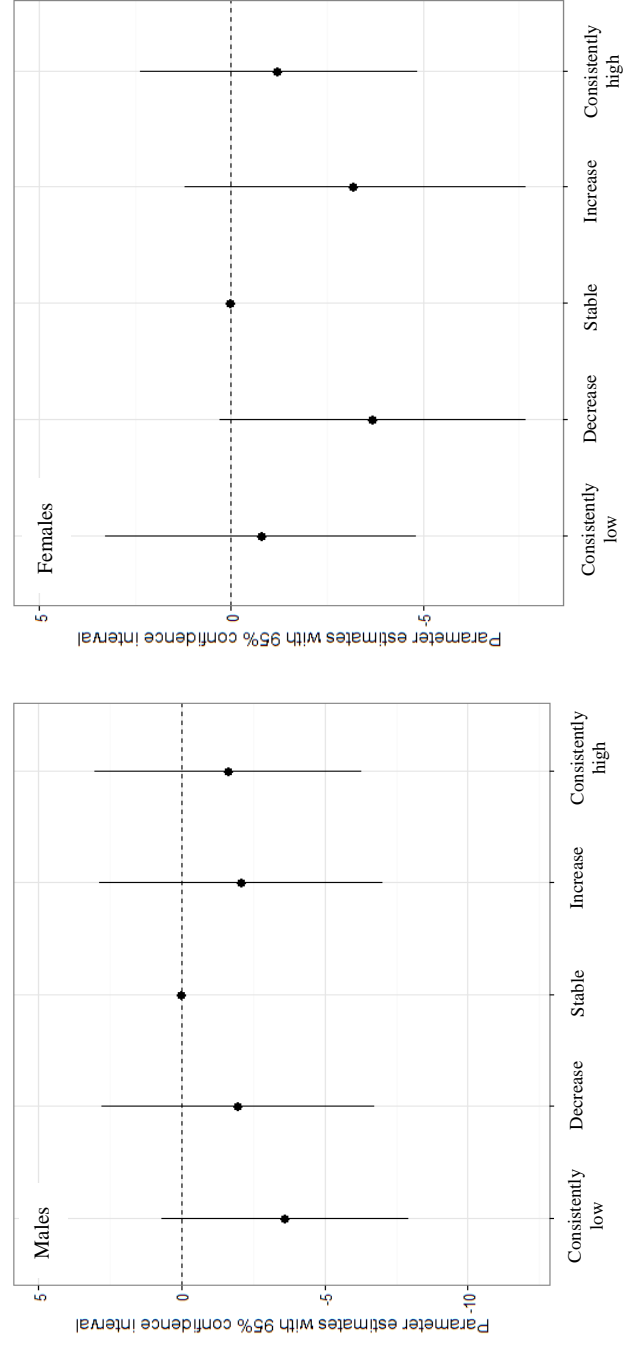 Males
Parameter estimates with 95% confidence interval
5
0
-5
-10
Consistently
low
Decrease
Stable
Increase
Consistently
high
Females
Parameter estimates with 95% confidence interval
5
0
-5
Consistently
low
Decrease
Stable
Increase
Consistently
high